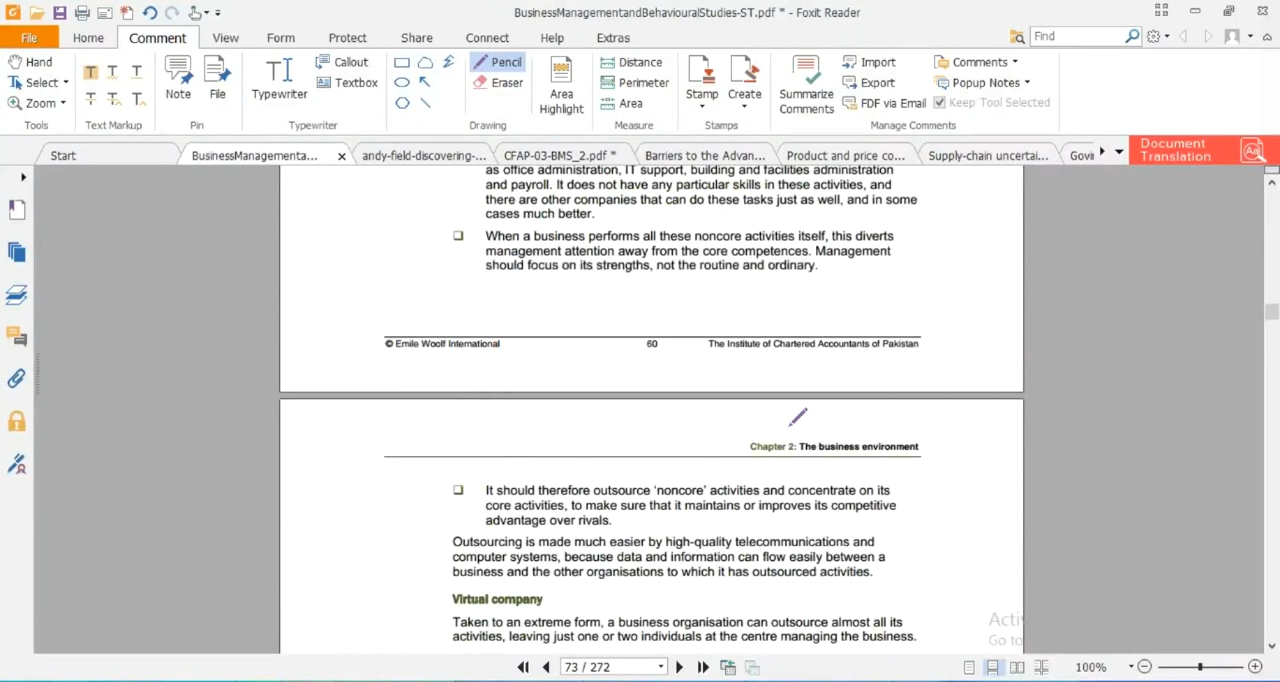 BusinessManagementandBehaviouralStudies-ST.pdf * - Foxit Reader
File Home Comment View Form Protect Share Connect Help Extras Find
Hand Select Zoom Tools
Text Markup
Note File Pin
Typewriter Callout Textbox Typewriter
Pencil Eraser Drawing
Area Highlight
Distance Perimeter Area Measure
Stamp Create Stamps
Summarize Comments
Import Export FDF via Email
Comments Popup Notes Keep Tool Selected
Manage Comments
Start BusinessManagementa... andy-field-discovering-... CFAP-03-BMS_2.pdf * Barriers to the Advan... Product and price co... Supply-chain uncertai... Govi
Document Translation
as office administration, IT support, building and facilities administration
and payroll. It does not have any particular skills in these activities, and
there are other companies that can do these tasks just as well, and in some
cases much better.
When a business performs all these noncore activities itself, this diverts
management attention away from the core competences. Management
should focus on its strengths, not the routine and ordinary.
© Emile Woolf International 60 The Institute of Chartered Accountants of Pakistan
Chapter 2: The business environment
It should therefore outsource ‘noncore’ activities and concentrate on its
core activities, to make sure that it maintains or improves its competitive
advantage over rivals.
Outsourcing is made much easier by high-quality telecommunications and
computer systems, because data and information can flow easily between a
business and the other organisations to which it has outsourced activities.
Virtual company
Taken to an extreme form, a business organisation can outsource almost all its
activities, leaving just one or two individuals at the centre managing the business.
Acti
Go to
73 / 272 100%